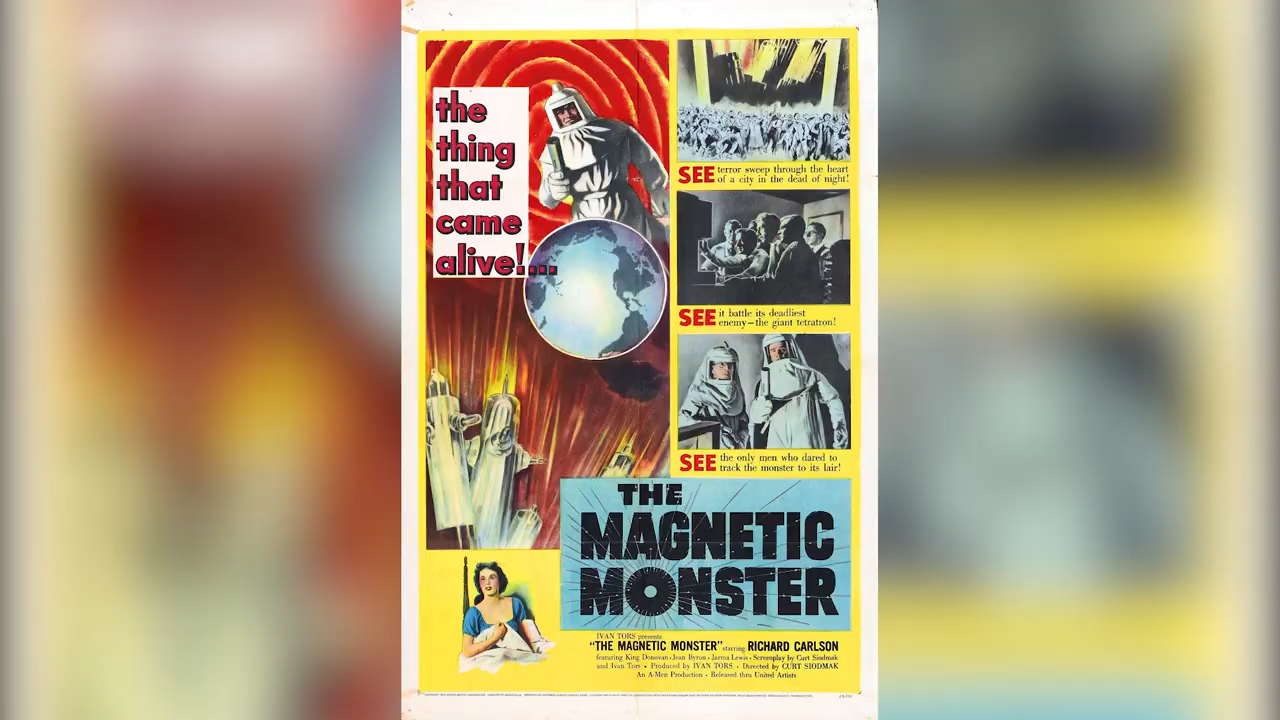 the
thing
that
came
alive!...
SEE terror sweep through the heart
of a city in the dead of night!
SEE it battle its deadliest
enemy—the giant tetratron!
SEE the only men who dared to
track the monster to its lair!
THE
MAGNETIC
MONSTER
IVAN TORS presents
"THE MAGNETIC MONSTER" starring RICHARD CARLSON
featuring King Donovan • Jean Byron • Jarma Lewis • Screenplay by Curt Siodmak
and Ivan Tors • Produced by IVAN TORS • Directed by CURT SIODMAK
An A-Men Production • Released thru United Artists